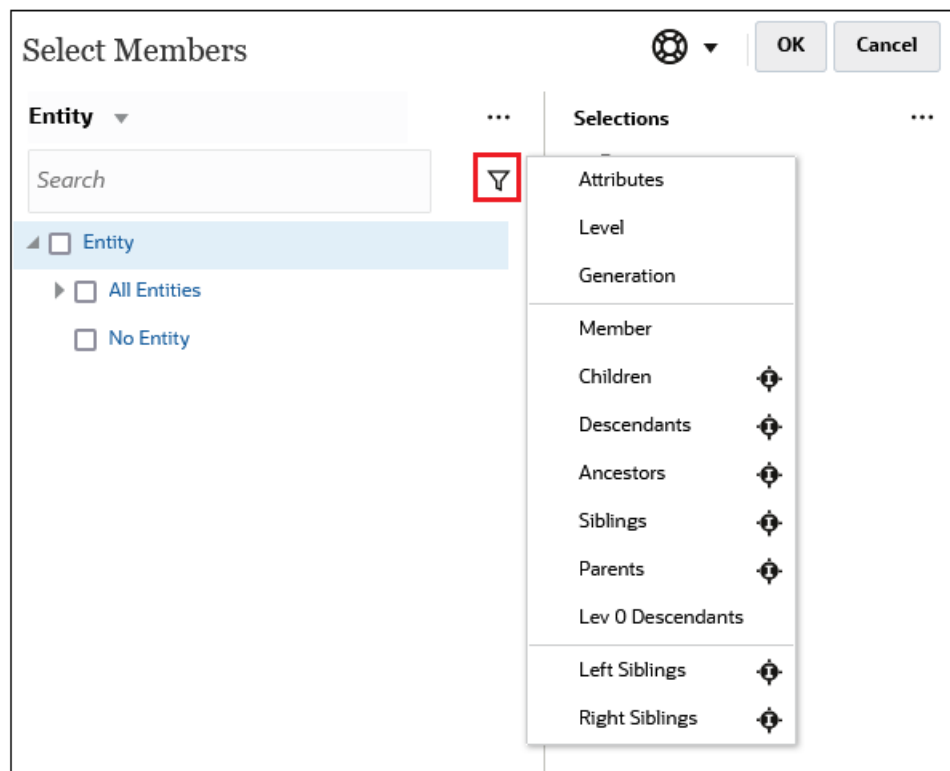 Select Members
OK
Cancel
Entity
Selections
Search
Entity
All Entities
No Entity
Attributes
Level
Generation
Member
Children
Descendants
Ancestors
Siblings
Parents
Lev 0 Descendants
Left Siblings
Right Siblings